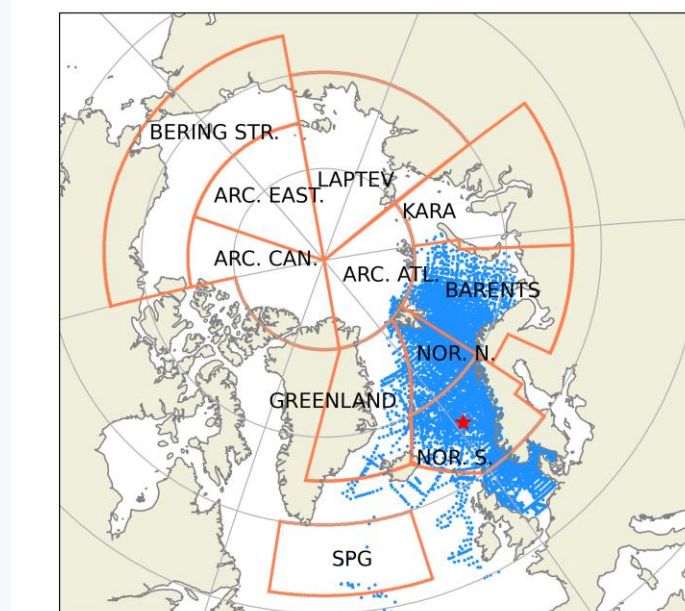 BERING STR.
LAPTEV
ARC. EAST.
KARA
ARC. CAN.
ARC. ATL.
BARENTS
NOR. N.
GREENLAND
NOR. S.
SPG